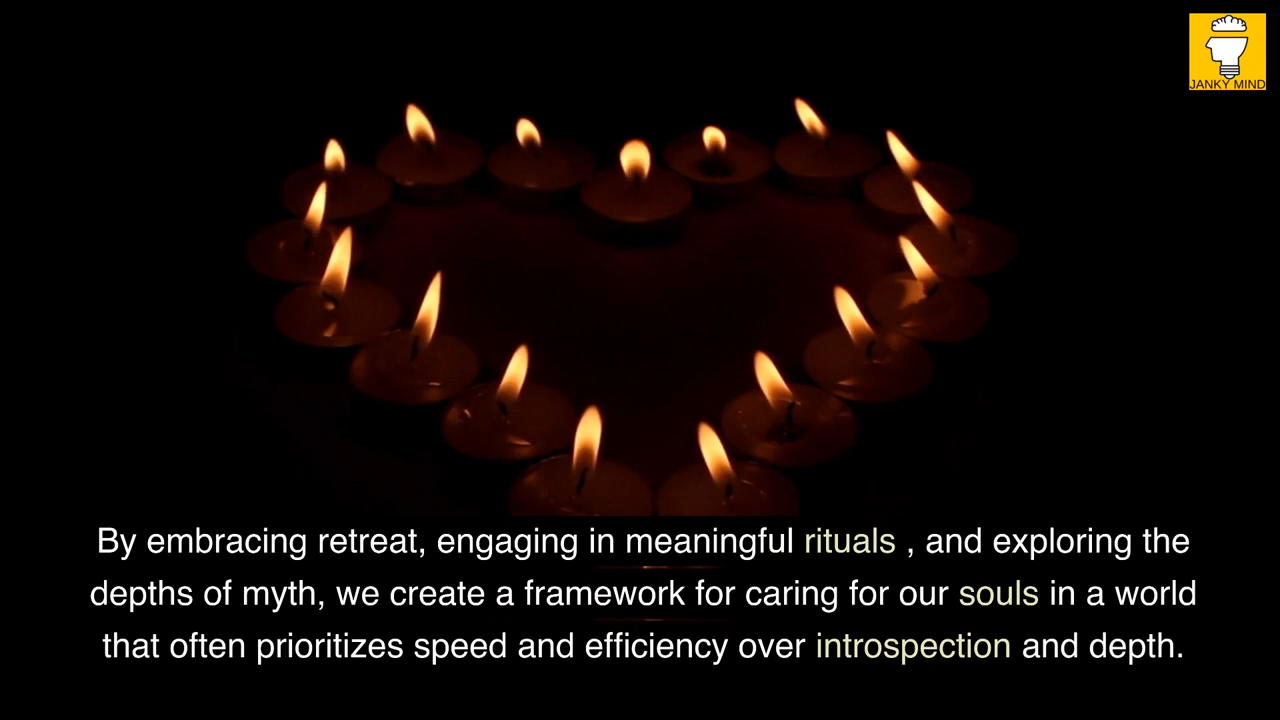 JANKY MIND
By embracing retreat, engaging in meaningful rituals , and exploring the
depths of myth, we create a framework for caring for our souls in a world
that often prioritizes speed and efficiency over introspection and depth.